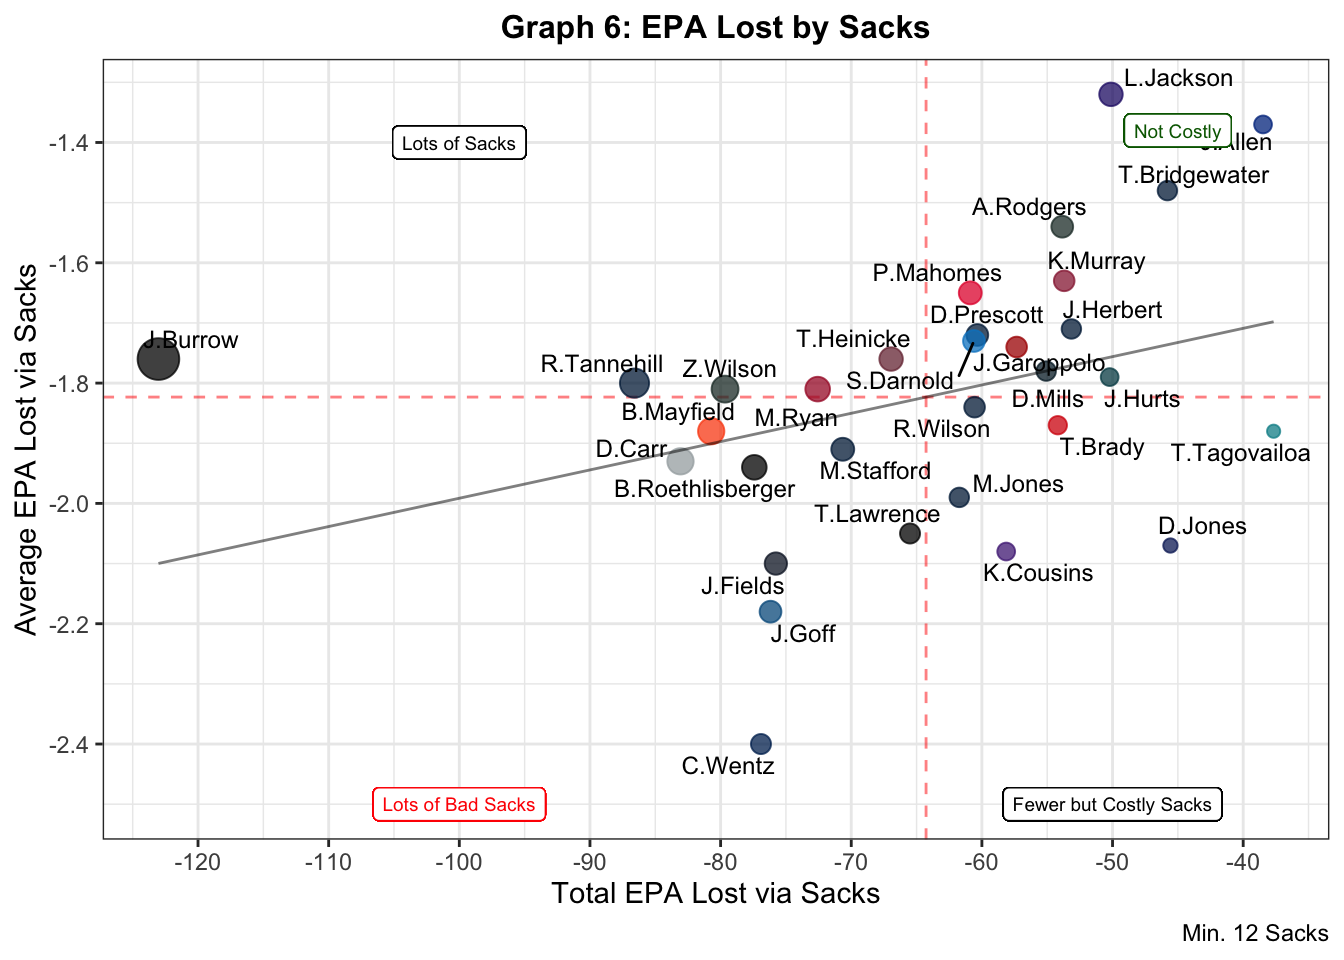 Graph 6: EPA Lost by Sacks
L.Jackson
Lots of Sacks
Not Costly
J.Allen
T.Bridgewater
A.Rodgers
K.Murray
P.Mahomes
D.Prescott
J.Herbert
J.Burrow
T.Heinicke
R.Tannehill
Z.Wilson
J.Garoppolo
S.Darnold
D.Mills
J.Hurts
B.Mayfield
M.Ryan
R.Wilson
T.Brady
D.Carr
T.Tagovailoa
M.Stafford
B.Roethlisberger
M.Jones
T.Lawrence
D.Jones
K.Cousins
J.Fields
J.Goff
C.Wentz
Lots of Bad Sacks
Fewer but Costly Sacks
-1.4
-1.6
-1.8
-2.0
-2.2
-2.4
Average EPA Lost via Sacks
-120 -110 -100 -90 -80 -70 -60 -50 -40
Total EPA Lost via Sacks
Min. 12 Sacks